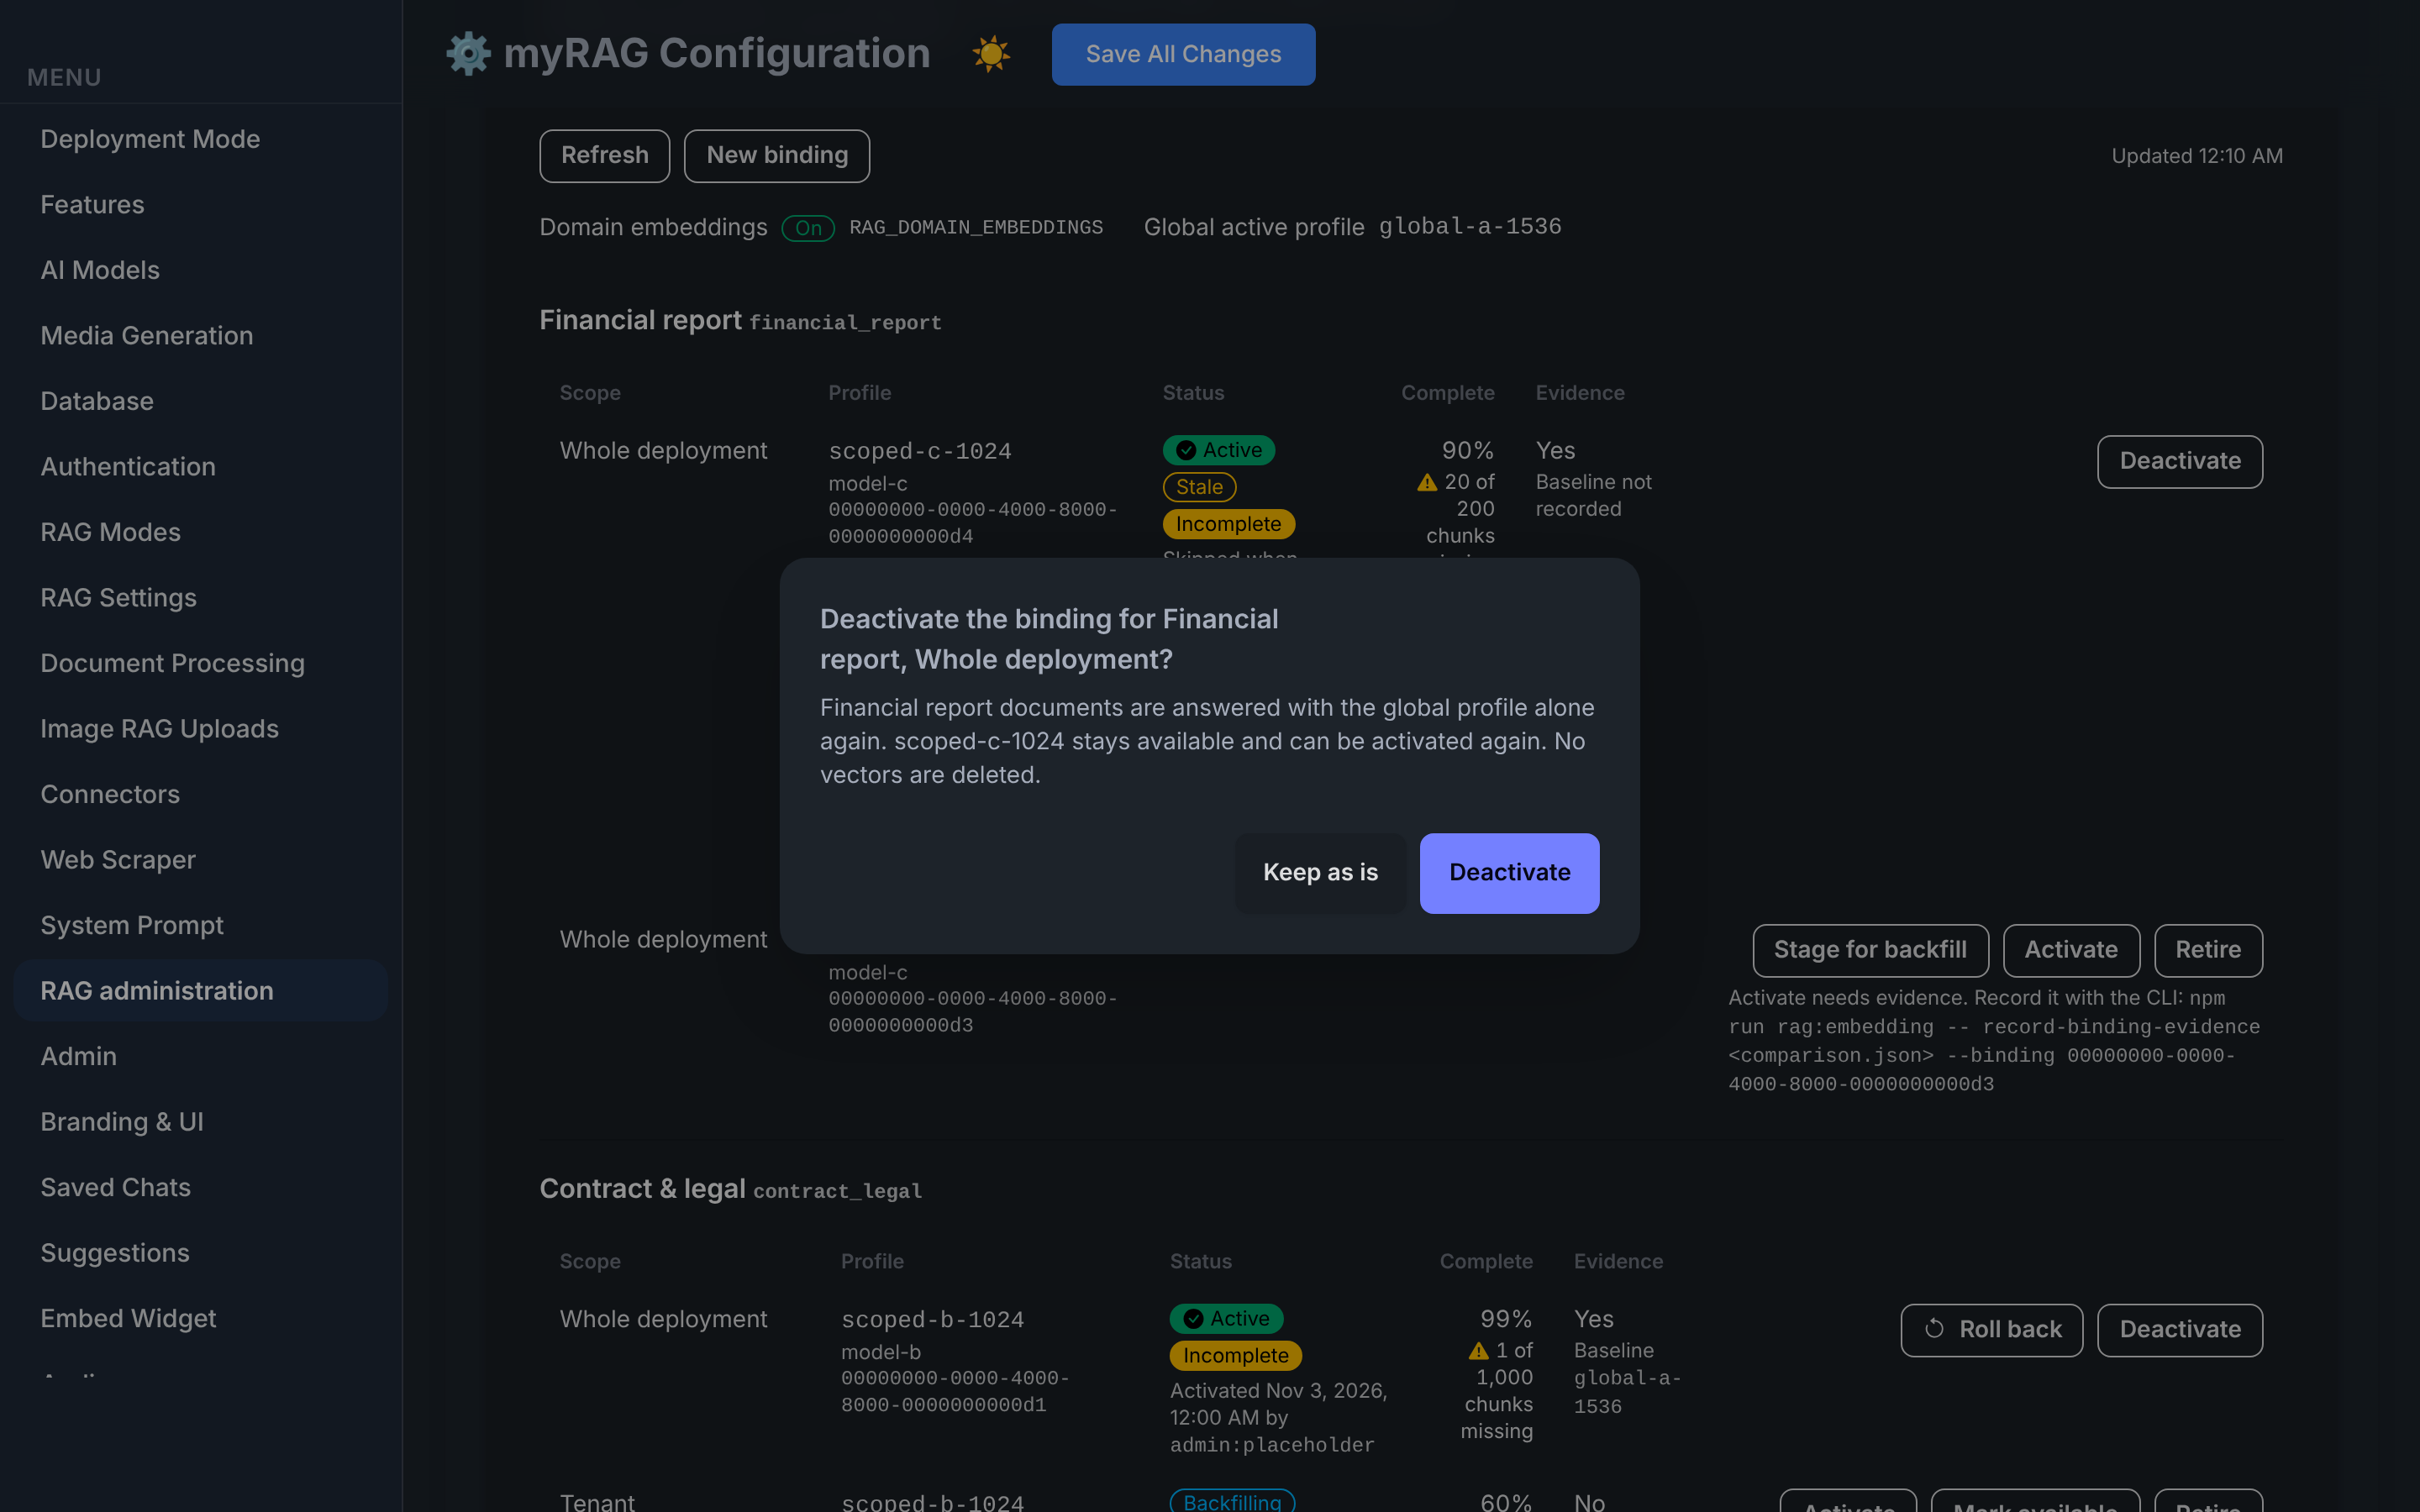 MENU
Deployment Mode
Features
AI Models
Media Generation
Database
Authentication
RAG Modes
RAG Settings
Document Processing
Image RAG Uploads
Connectors
Web Scraper
System Prompt
RAG administration
Admin
Branding & UI
Saved Chats
Suggestions
Embed Widget
myRAG Configuration
Save All Changes
Refresh
New binding
Updated 12:10 AM
Domain embeddings On RAG_DOMAIN_EMBEDDINGS Global active profile global-a-1536
Financial report financial_report
Scope Profile Status Complete Evidence
Whole deployment
scoped-c-1024
model-c
00000000-0000-4000-8000-
0000000000d4
Active
Stale
Incomplete
Skipped when
90%
20 of
200
chunks
Yes
Baseline not
recorded
Deactivate
Deactivate the binding for Financial
report, Whole deployment?
Financial report documents are answered with the global profile alone
again. scoped-c-1024 stays available and can be activated again. No
vectors are deleted.
Keep as is
Deactivate
Whole deployment
model-c
00000000-0000-4000-8000-
0000000000d3
Stage for backfill
Activate
Retire
Activate needs evidence. Record it with the CLI: npm
run rag:embedding -- record-binding-evidence
<comparison.json> --binding 00000000-0000-
4000-8000-0000000000d3
Contract & legal contract_legal
Scope Profile Status Complete Evidence
Whole deployment
scoped-b-1024
model-b
00000000-0000-4000-
8000-0000000000d1
Active
Incomplete
Activated Nov 3, 2026,
12:00 AM by
admin:placeholder
99%
1 of
1,000
chunks
missing
Yes
Baseline
global-a-
1536
Roll back
Deactivate
Tenant
scoped-b-1024
Backfilling
60%
No
Activate
Mark available
Retire